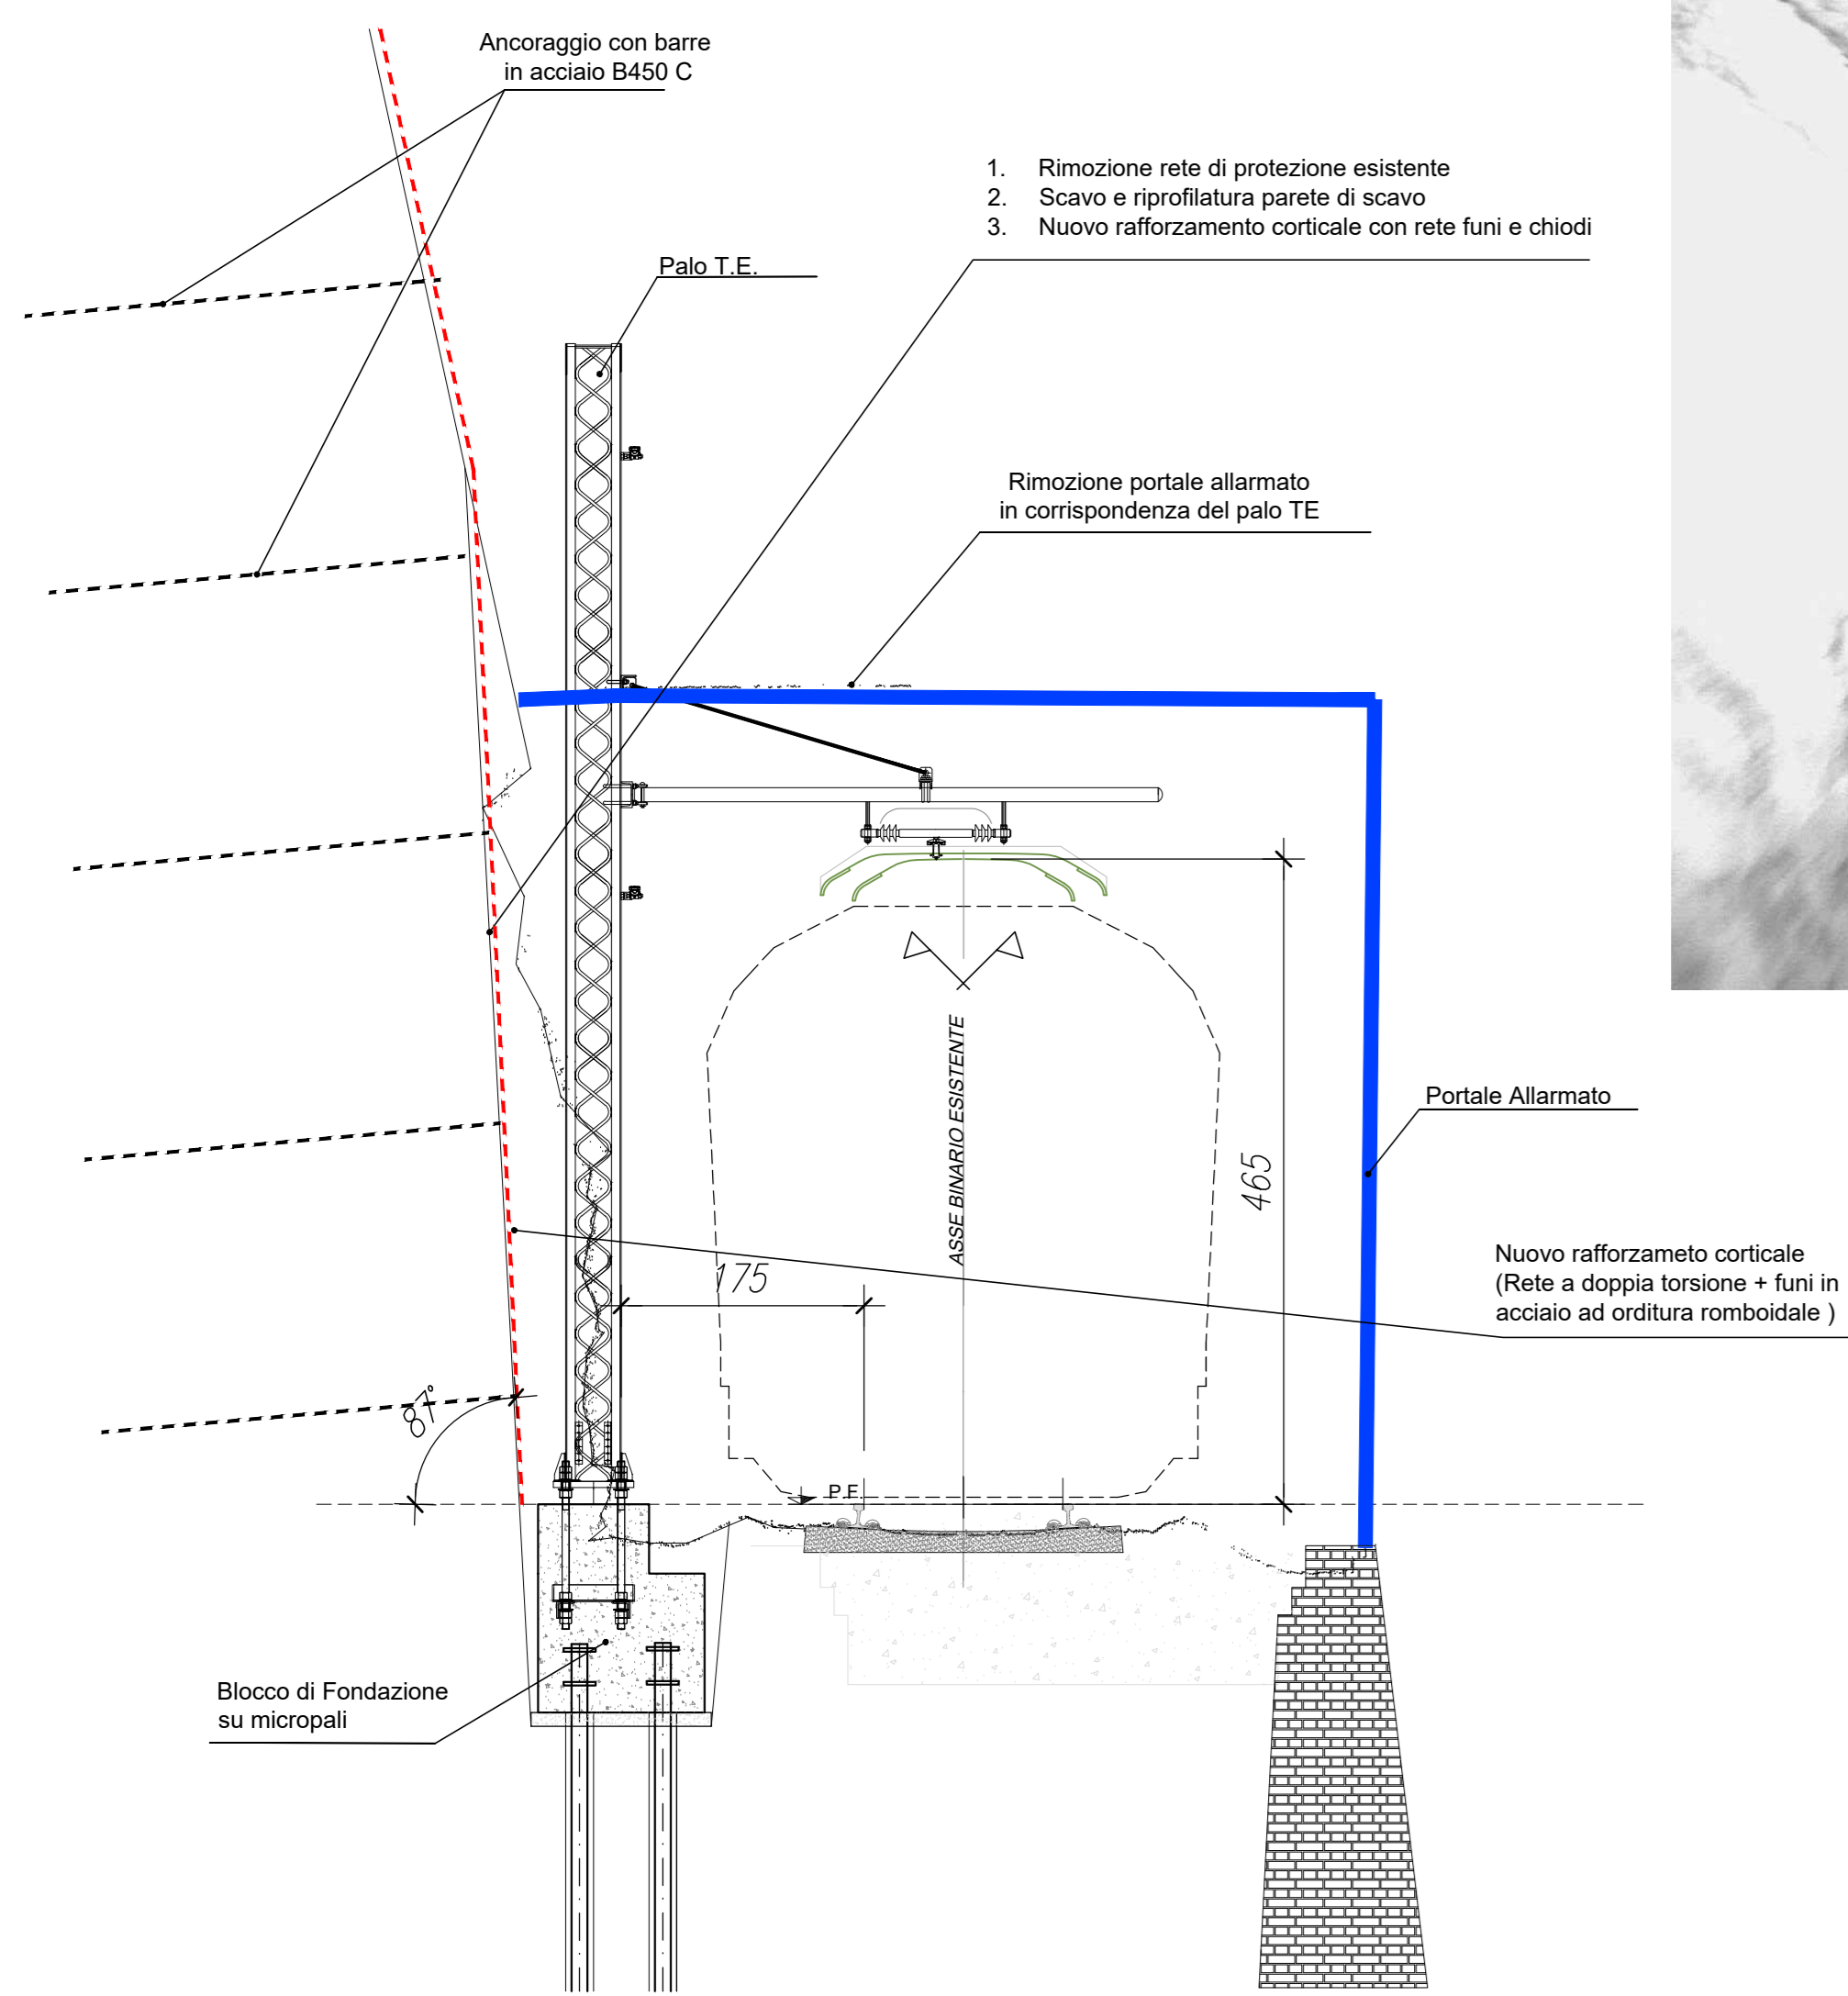 Ancoraggio con barre
in acciaio B450 C
1. Rimozione rete di protezione esistente
2. Scavo e riprofilatura parete di scavo
3. Nuovo rafforzamento corticale con rete funi e chiodi
Palo T.E.
Rimozione portale allarmato
in corrispondenza del palo TE
ASSE BINARIO ESISTENTE
Portale Allarmato
465
175
Nuovo rafforzameto corticale
(Rete a doppia torsione + funi in
acciaio ad orditura romboidale )
87°
P.F.
Blocco di Fondazione
su micropali